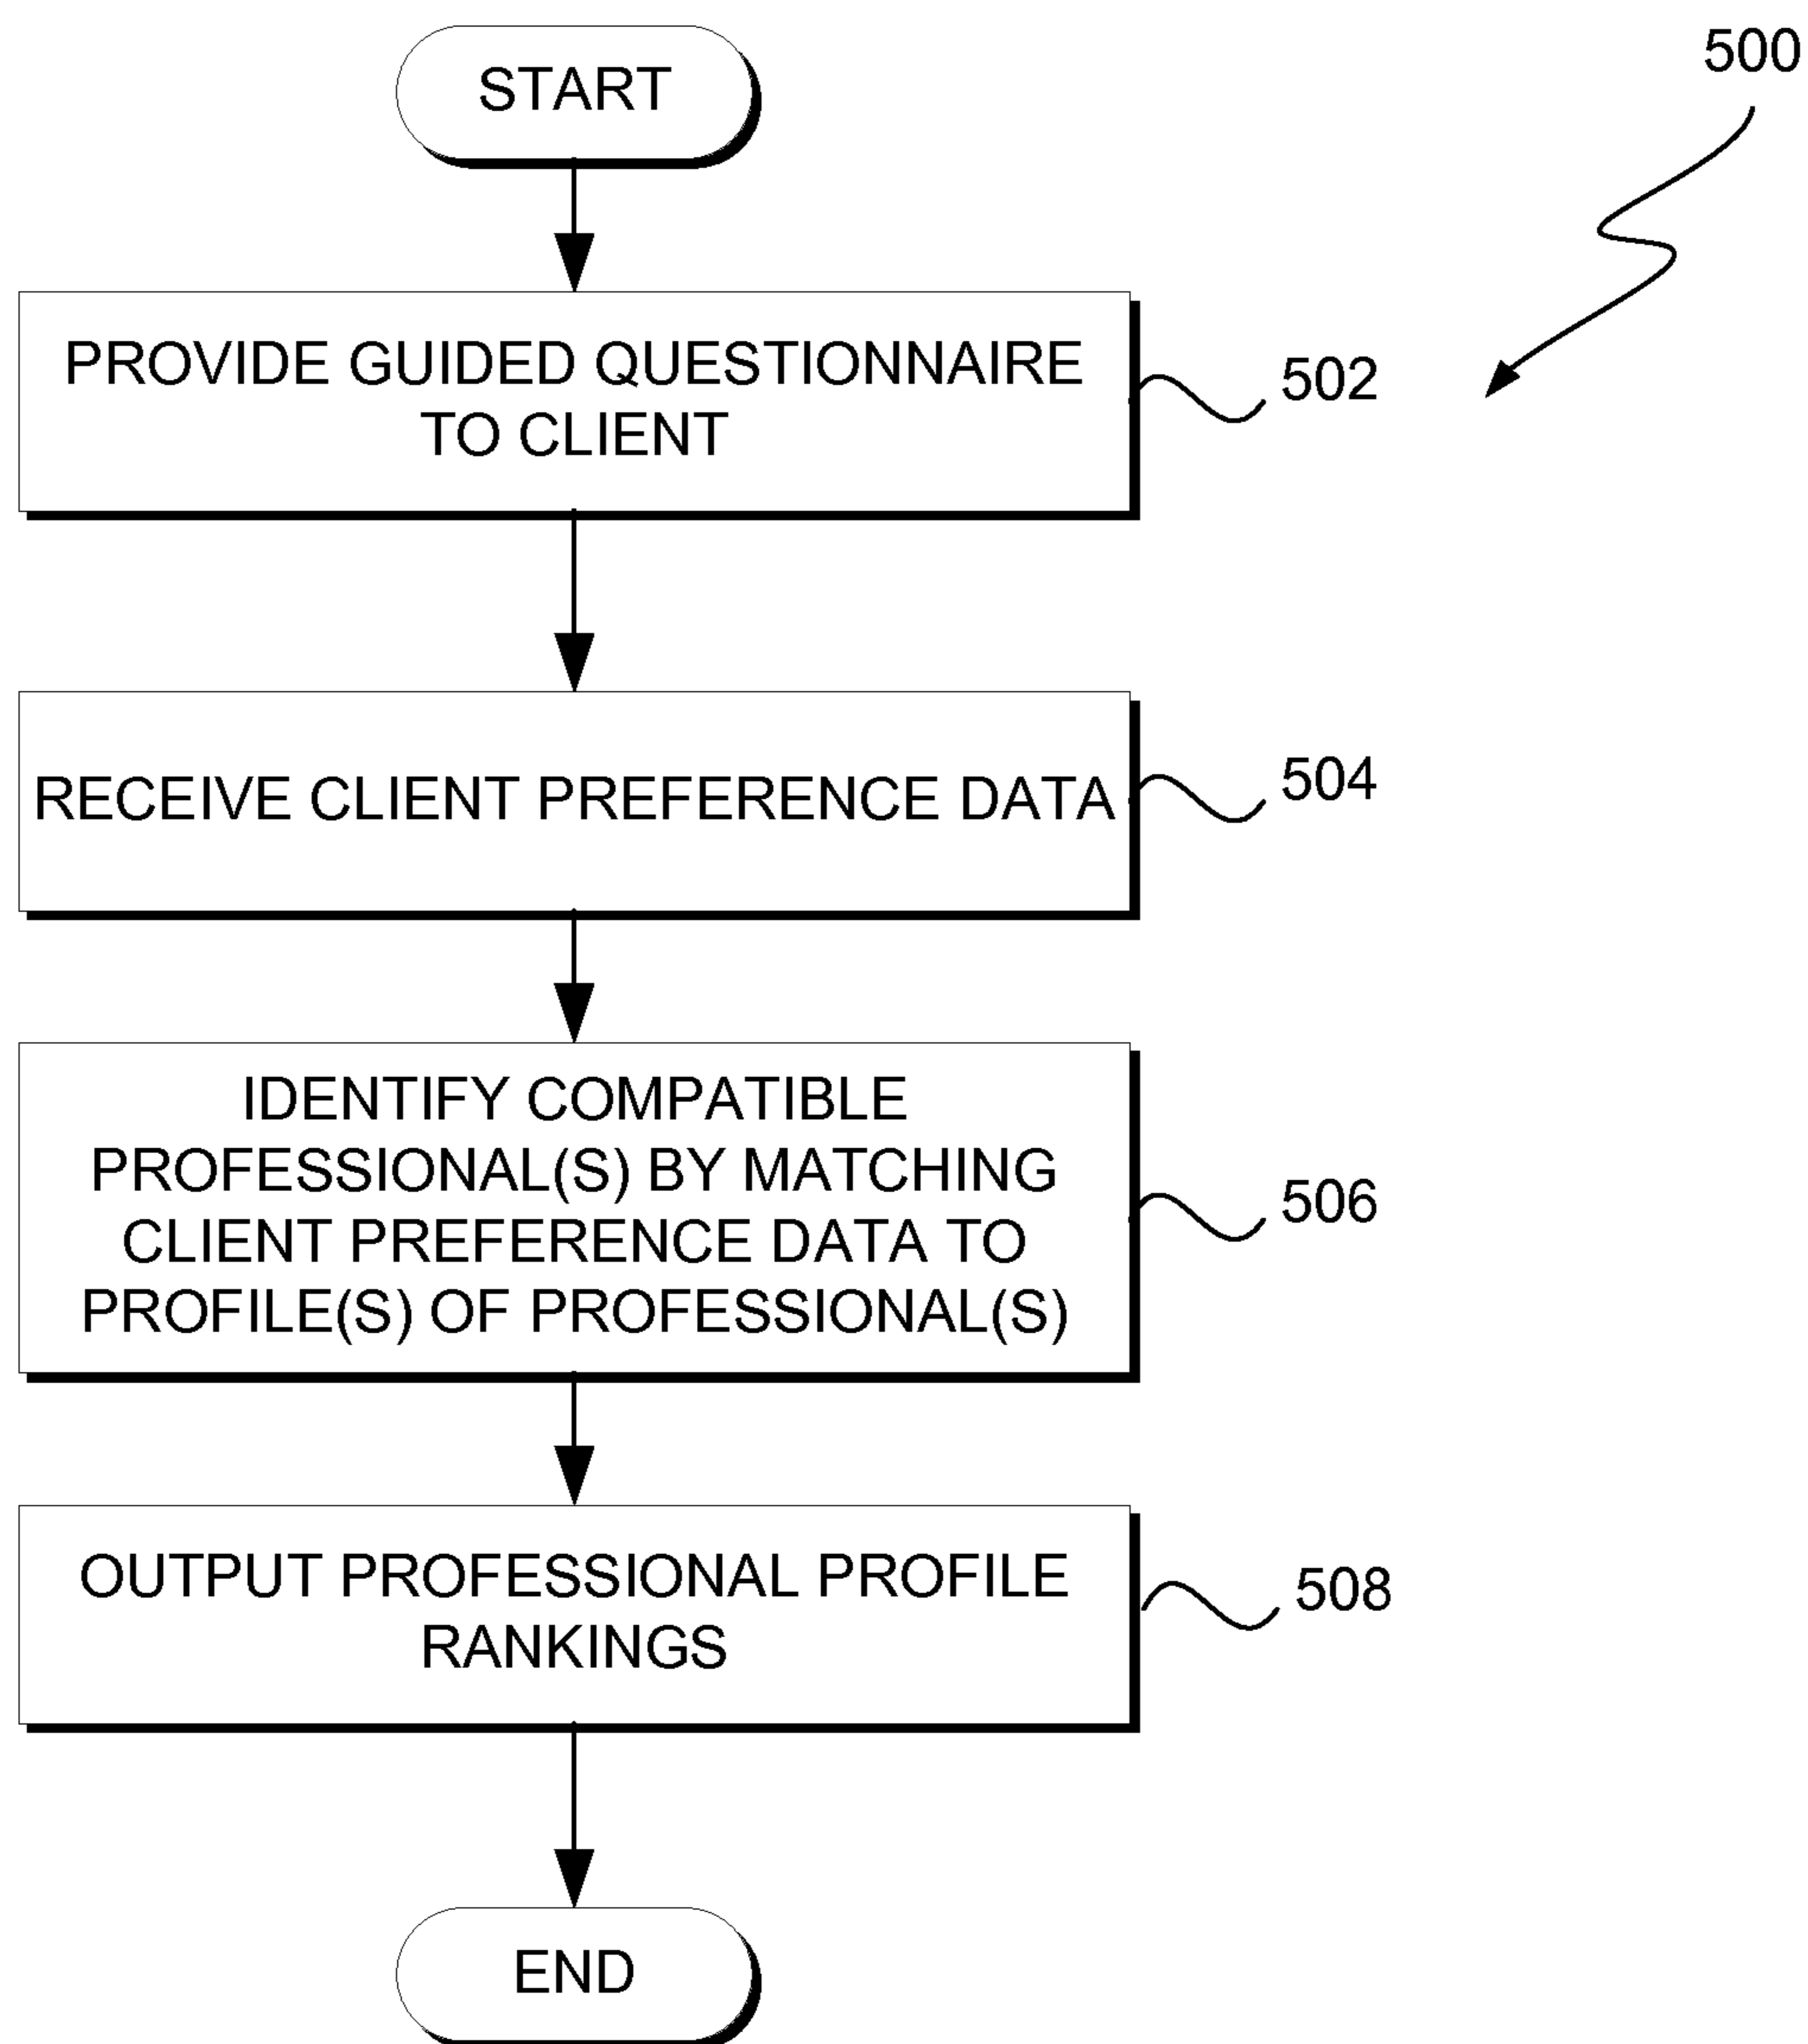 START
500
PROVIDE GUIDED QUESTIONNAIRE
TO CLIENT
502
RECEIVE CLIENT PREFERENCE DATA
504
IDENTIFY COMPATIBLE
PROFESSIONAL(S) BY MATCHING
CLIENT PREFERENCE DATA TO
PROFILE(S) OF PROFESSIONAL(S)
506
OUTPUT PROFESSIONAL PROFILE
RANKINGS
508
END